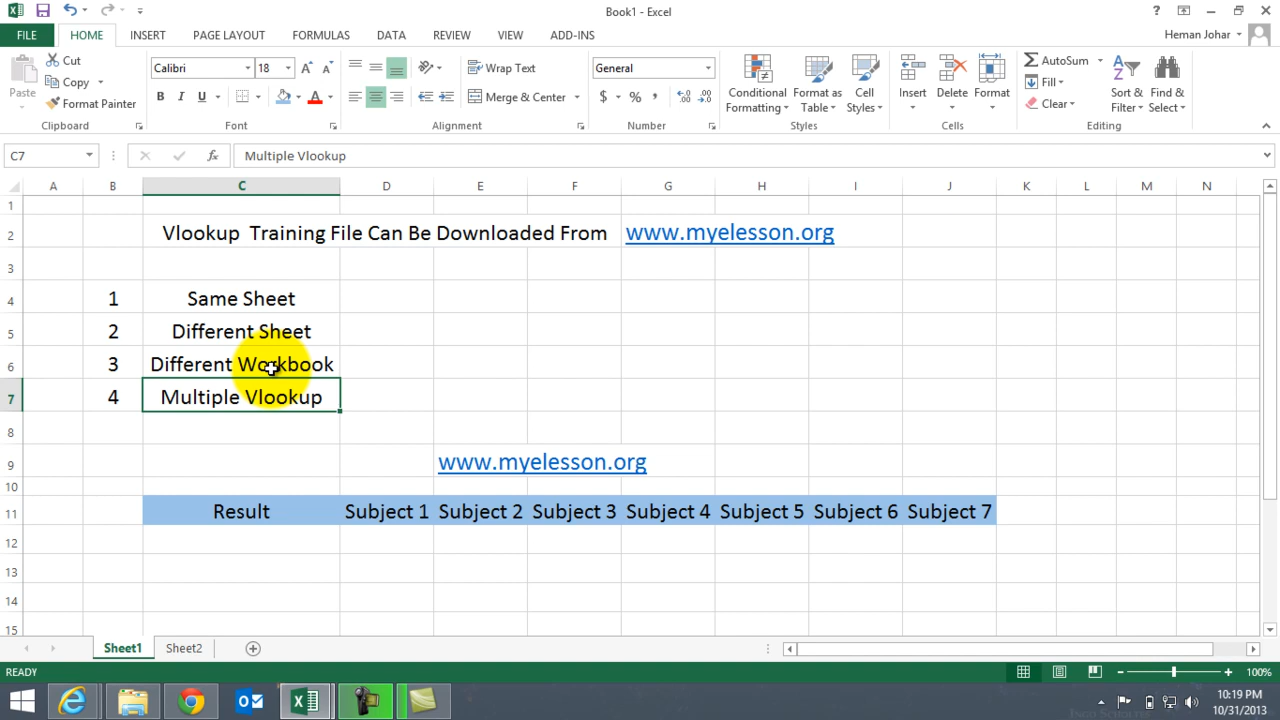 Book1 - Excel
FILE HOME INSERT PAGE LAYOUT FORMULAS DATA REVIEW VIEW ADD-INS Heman Johar
Paste Cut Copy Format Painter
Calibri 18
B I U A
Wrap Text
Merge & Center
General
$ % ,
Conditional Formatting Format as Table Cell Styles
Insert Delete Format
AutoSum Fill Clear Sort & Filter Find & Select
Clipboard Font Alignment Number Styles Cells Editing
C7 fx Multiple Vlookup
A B C D E F G H I J K L M N
1
2 Vlookup Training File Can Be Downloaded From www.myelesson.org
3
4 1 Same Sheet
5 2 Different Sheet
6 3 Different Workbook
7 4 Multiple Vlookup
8
9 www.myelesson.org
10
11 Result Subject 1 Subject 2 Subject 3 Subject 4 Subject 5 Subject 6 Subject 7
12
13
14
15
Sheet1 Sheet2
READY 100%
10:19 PM
10/31/2013